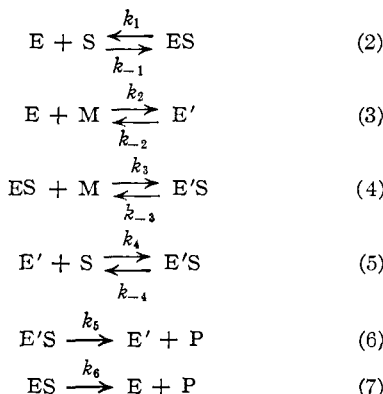 k₁
E + S ⇆ ES (2)
k₋₁
k₂
E + M ⇄ E′ (3)
k₋₂
k₃
ES + M ⇄ E′S (4)
k₋₃
k₄
E′ + S ⇄ E′S (5)
k₋₄
k₅
E′S → E′ + P (6)
k₆
ES → E + P (7)